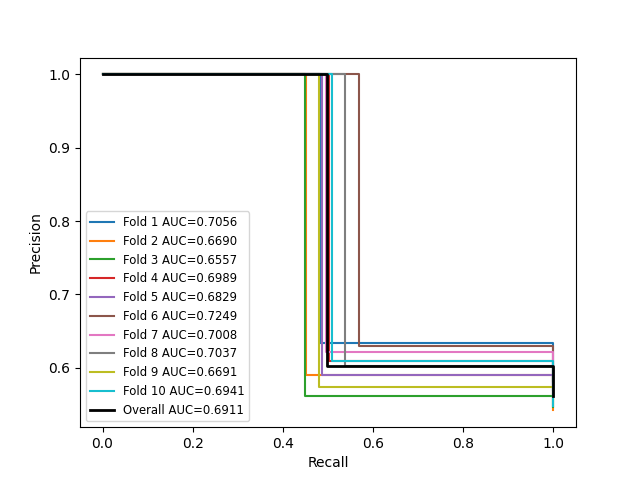 1.0
0.9
0.8
0.7
0.6
Precision
Fold 1 AUC=0.7056
Fold 2 AUC=0.6690
Fold 3 AUC=0.6557
Fold 4 AUC=0.6989
Fold 5 AUC=0.6829
Fold 6 AUC=0.7249
Fold 7 AUC=0.7008
Fold 8 AUC=0.7037
Fold 9 AUC=0.6691
Fold 10 AUC=0.6941
Overall AUC=0.6911
0.0 0.2 0.4 0.6 0.8 1.0
Recall